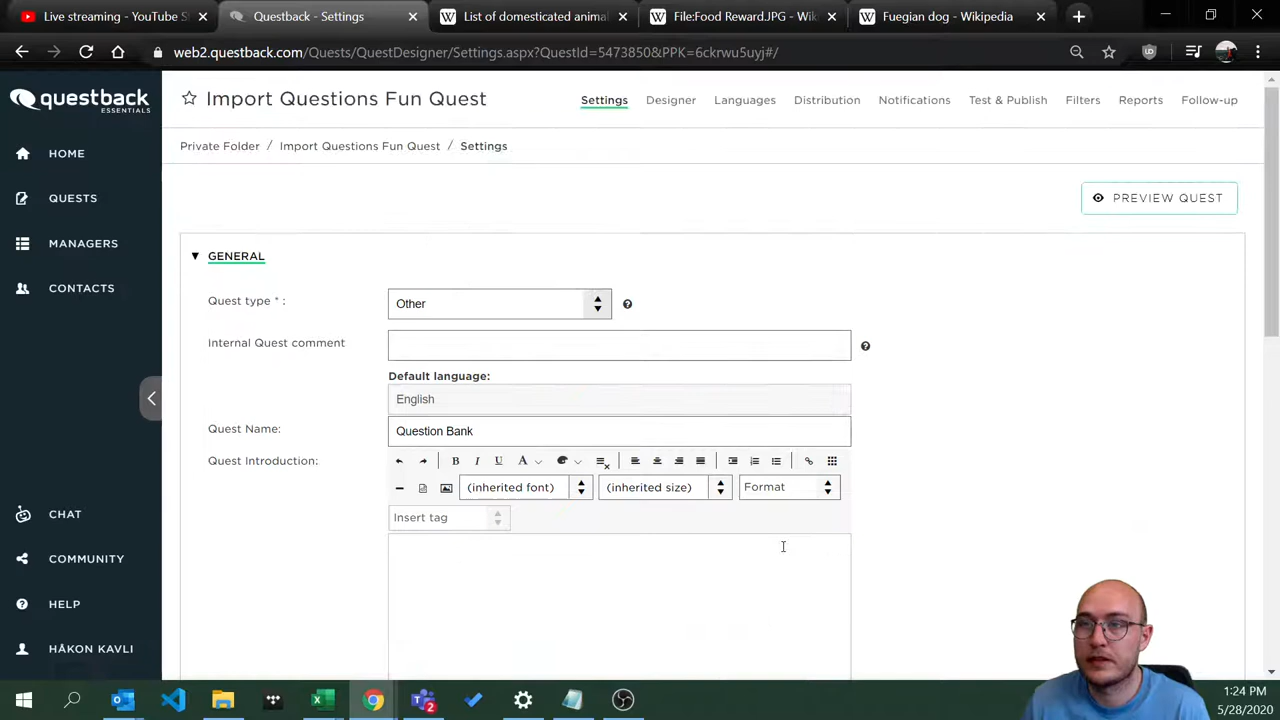 Live streaming - YouTube S
Questback - Settings
List of domesticated animal
File:Food Award.JPG - Wik
Fuegian dog - Wikipedia
web2.questback.com/Quests/QuestDesigner/Settings.aspx?QuestId=5473850&PPK=6ckrwu5uyj#/
questback
ESSENTIALS
Import Questions Fun Quest
Settings
Designer
Languages
Distribution
Notifications
Test & Publish
Filters
Reports
Follow-up
Private Folder / Import Questions Fun Quest / Settings
HOME
QUESTS
MANAGERS
CONTACTS
CHAT
COMMUNITY
HELP
HÅKON KAVLI
PREVIEW QUEST
GENERAL
Quest type * :
Other
Internal Quest comment
Default language:
English
Quest Name:
Question Bank
Quest Introduction:
(inherited font)
(inherited size)
Format
Insert tag
1:24 PM
5/28/2020